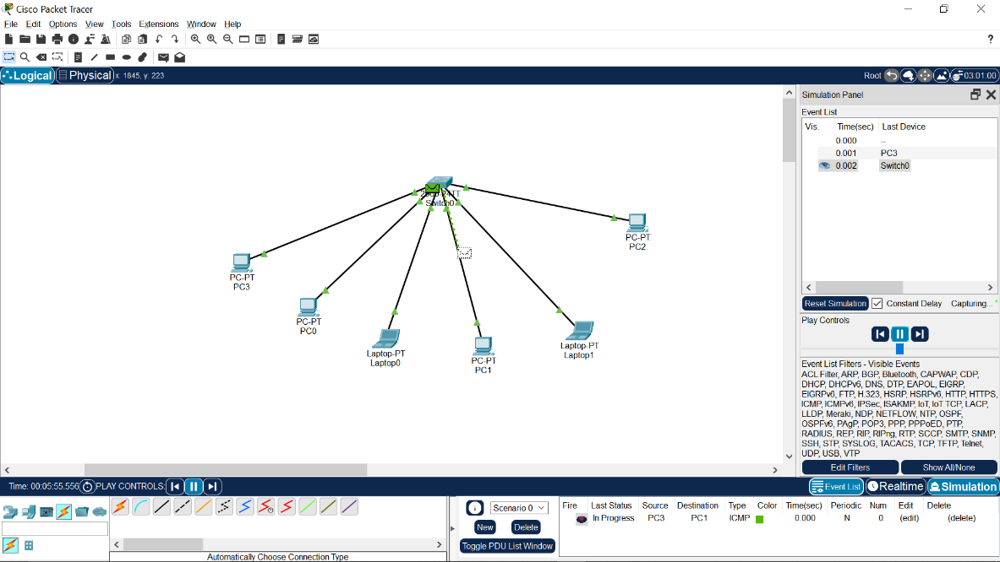 Cisco Packet Tracer
File Edit Options View Tools Extensions Window Help
?
Logical Physical x: 1845, y: 223
Root 03:01:00
Simulation Panel
Event List
Vis. Time(sec) Last Device
0.000 --
0.001 PC3
0.002 Switch0
24TT
Switch0
PC-PT
PC2
PC-PT
PC3
PC-PT
PC0
Laptop-PT
Laptop0
PC-PT
PC1
Laptop-PT
Laptop1
Reset Simulation Constant Delay Capturing...
Play Controls
Event List Filters - Visible Events
ACL Filter, ARP, BGP, Bluetooth, CAPWAP, CDP,
DHCP, DHCPv6, DNS, DTP, EAPOL, EIGRP,
EIGRPv6, FTP, H.323, HSRP, HSRPv6, HTTP, HTTPS,
ICMP, ICMPv6, IPSec, ISAKMP, IoT, IoT TCP, LACP,
LLDP, Meraki, NDP, NETFLOW, NTP, OSPF,
OSPFv6, PAgP, POP3, PPP, PPPoED, PTP,
RADIUS, REP, RIP, RIPng, RTP, SCCP, SMTP, SNMP,
SSH, STP, SYSLOG, TACACS, TCP, TFTP, Telnet,
UDP, USB, VTP
Edit Filters Show All/None
Time: 00:05:55.556 PLAY CONTROLS:
Event List Realtime Simulation
Scenario 0
New Delete
Toggle PDU List Window
Fire Last Status Source Destination Type Color Time(sec) Periodic Num Edit Delete
In Progress PC3 PC1 ICMP 0.000 N 0 (edit) (delete)
Automatically Choose Connection Type